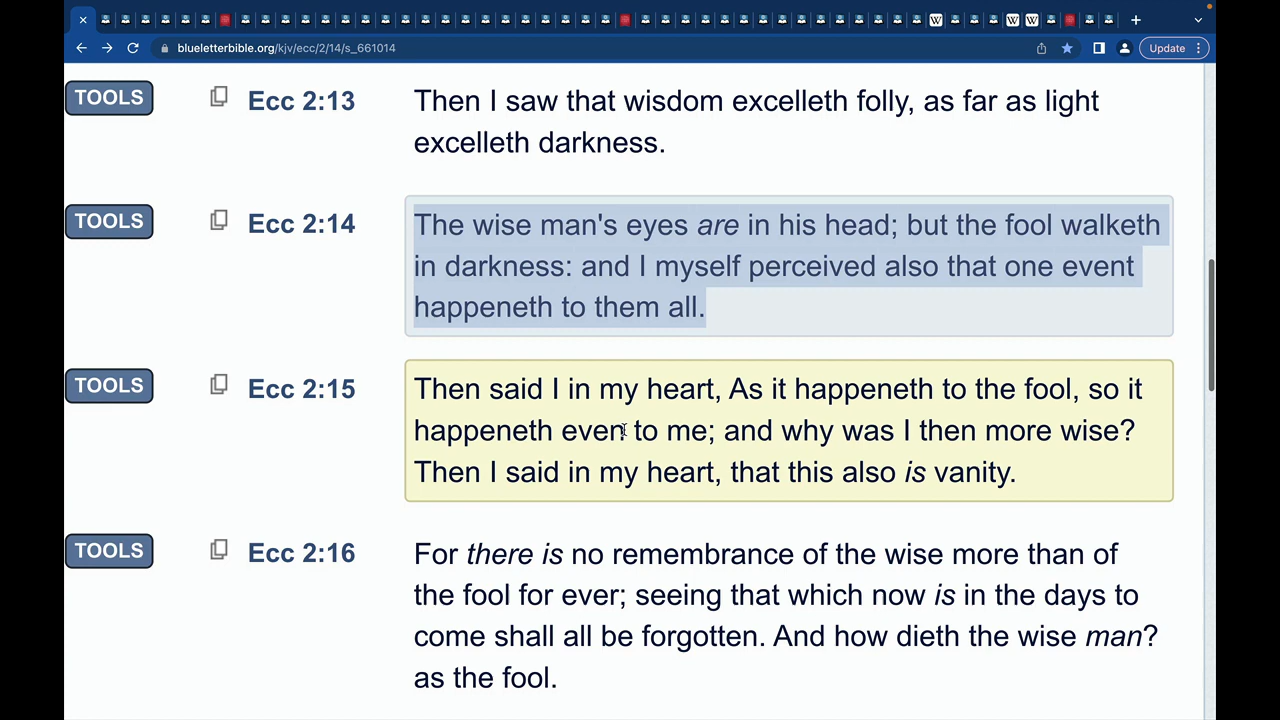 blueletterbible.org/kjv/ecc/2/14/s_661014
Update
TOOLS
Ecc 2:13
Then I saw that wisdom excelleth folly, as far as light
excelleth darkness.
TOOLS
Ecc 2:14
The wise man's eyes are in his head; but the fool walketh
in darkness: and I myself perceived also that one event
happeneth to them all.
TOOLS
Ecc 2:15
Then said I in my heart, As it happeneth to the fool, so it
happeneth even to me; and why was I then more wise?
Then I said in my heart, that this also is vanity.
TOOLS
Ecc 2:16
For there is no remembrance of the wise more than of
the fool for ever; seeing that which now is in the days to
come shall all be forgotten. And how dieth the wise man?
as the fool.